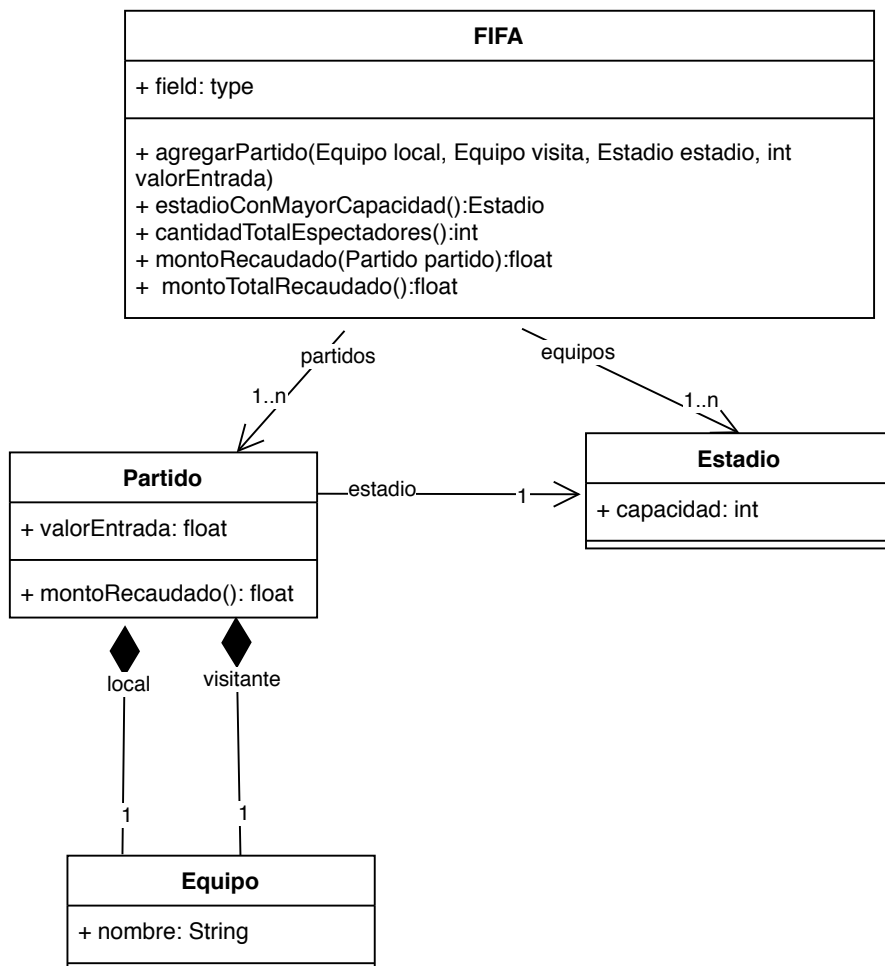 FIFA
+ field: type
+ agregarPartido(Equipo local, Equipo visita, Estadio estadio, int
valorEntrada)
+ estadioConMayorCapacidad():Estadio
+ cantidadTotalEspectadores():int
+ montoRecaudado(Partido partido):float
+  montoTotalRecaudado():float
partidos
equipos
1..n
1..n
Partido
+ valorEntrada: float
+ montoRecaudado(): float
estadio
1
Estadio
+ capacidad: int
local
visitante
1
1
Equipo
+ nombre: String